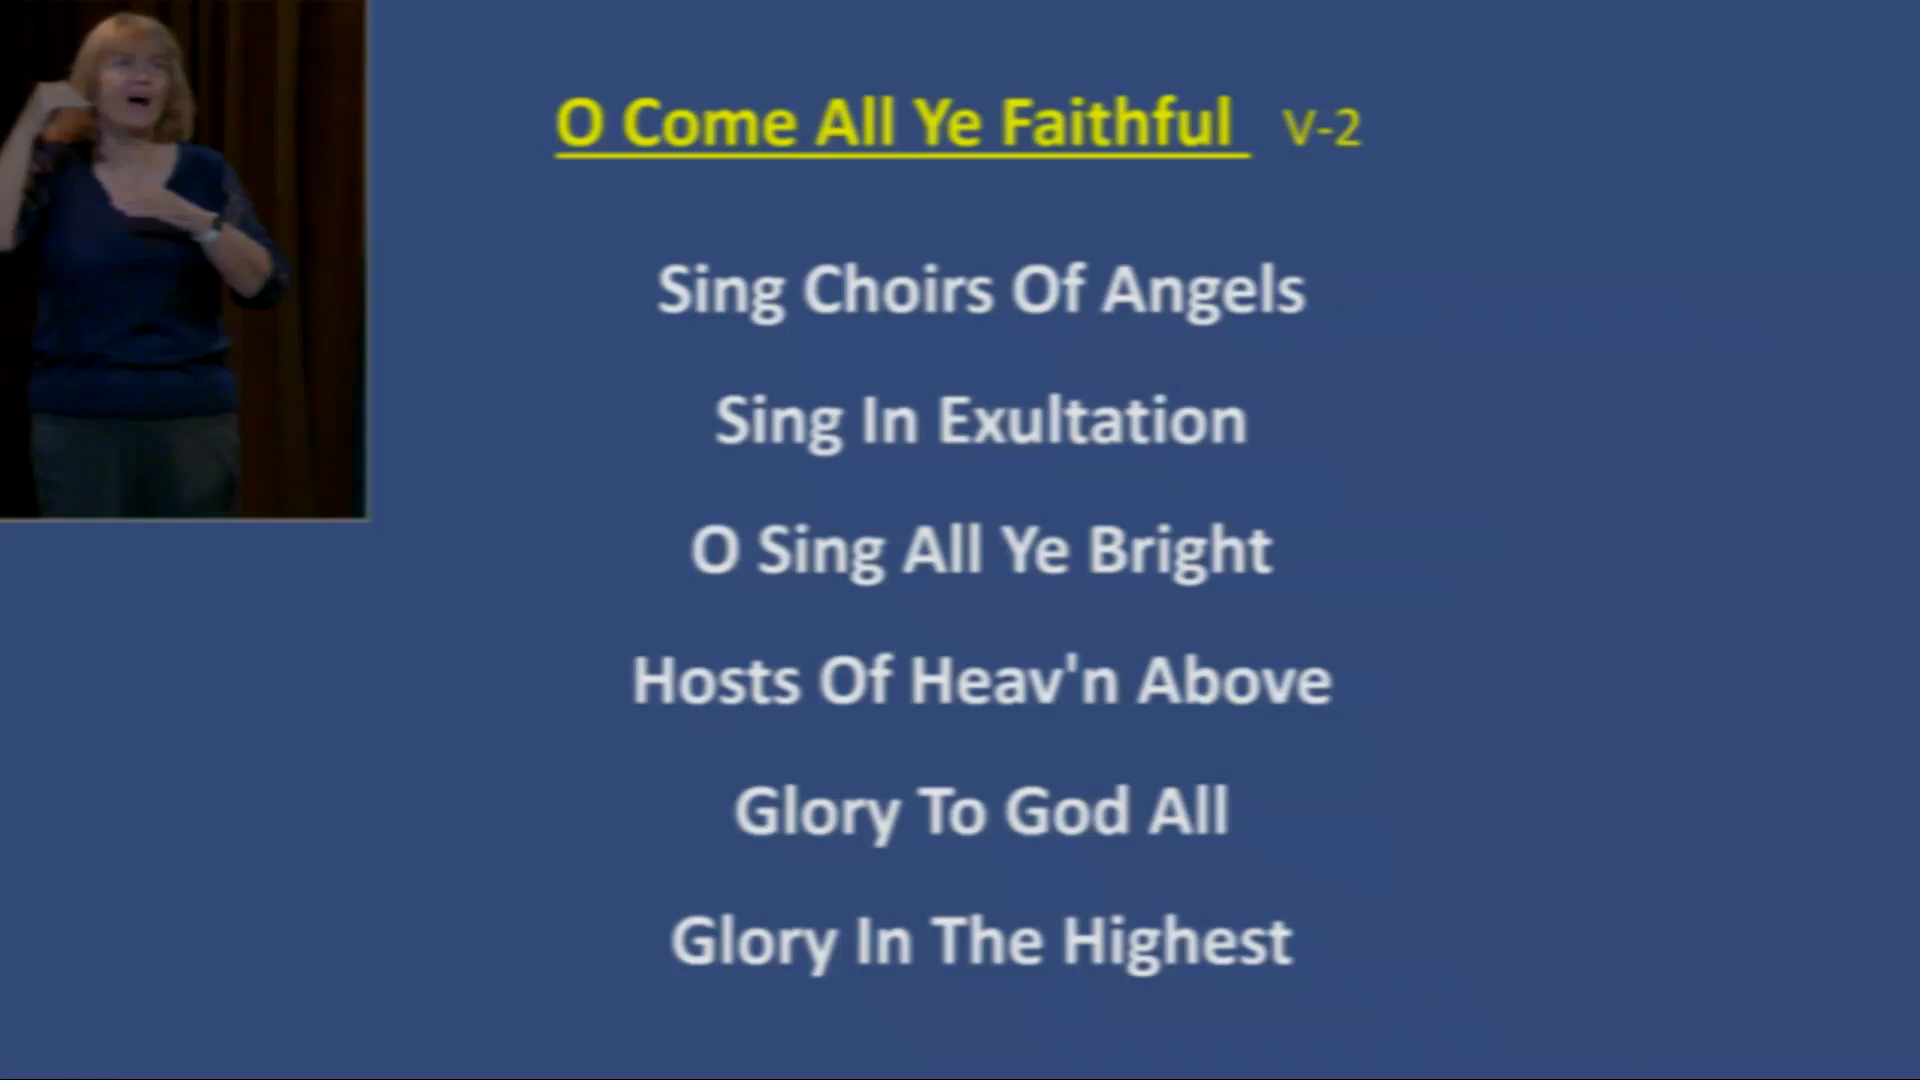 O Come All Ye Faithful V-2
Sing Choirs Of Angels
Sing In Exultation
O Sing All Ye Bright
Hosts Of Heav'n Above
Glory To God All
Glory In The Highest